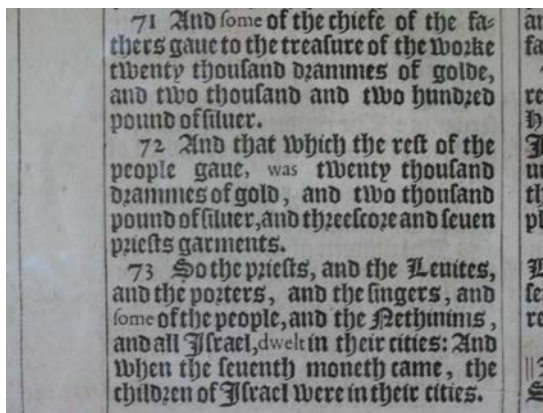 71 And ſome of the chiefe of the fa⸗
thers gaue to the treaſure of the worke
twenty thouſand drammes of golde,
and two thouſand and two hundred
pound of ſiluer.
72 And that which the reſt of the
people gaue, was twenty thouſand
drammes of gold, and two thouſand
pound of ſiluer, and threeſcore and ſeuen
prieſts garments.
73 So the prieſts, and the Leuites,
and the porters, and the ſingers, and
ſome of the people, and the Nethinims,
and all Iſrael, dwelt in their cities: And
when the ſeuenth moneth came, the
children of Iſrael were in their cities.